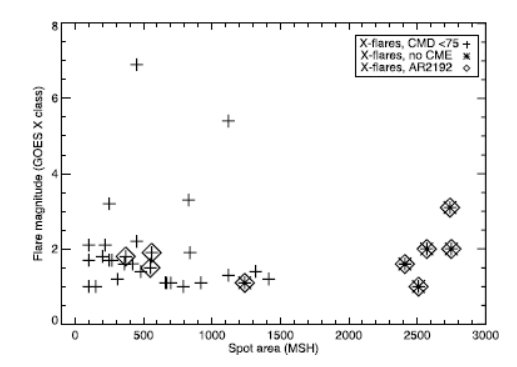 8
6
4
2
0
Flare magnitude (GOES X class)
X-flares, CMD <75 +
X-flares, no CME ✳
X-flares, AR2192 ◇
0 500 1000 1500 2000 2500 3000
Spot area (MSH)